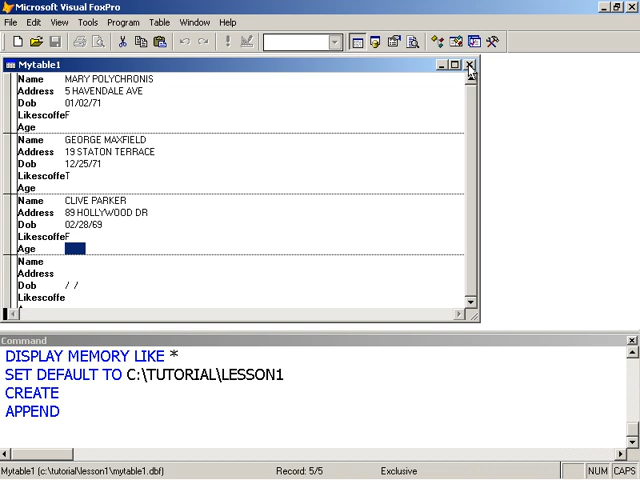 Microsoft Visual FoxPro
File Edit View Tools Program Table Window Help
Mytable1
Name MARY POLYCHRONIS
Address 5 HAVENDALE AVE
Dob 01/02/71
Likescoffe F
Age
Name GEORGE MAXFIELD
Address 19 STATON TERRACE
Dob 12/25/71
Likescoffe T
Age
Name CLIVE PARKER
Address 89 HOLLYWOOD DR
Dob 02/28/69
Likescoffe F
Age
Name
Address
Dob / /
Likescoffe
Command
DISPLAY MEMORY LIKE *
SET DEFAULT TO C:\TUTORIAL\LESSON1
CREATE
APPEND
Mytable1 (c:\tutorial\lesson1\mytable1.dbf) Record: 5/5 Exclusive NUM CAPS